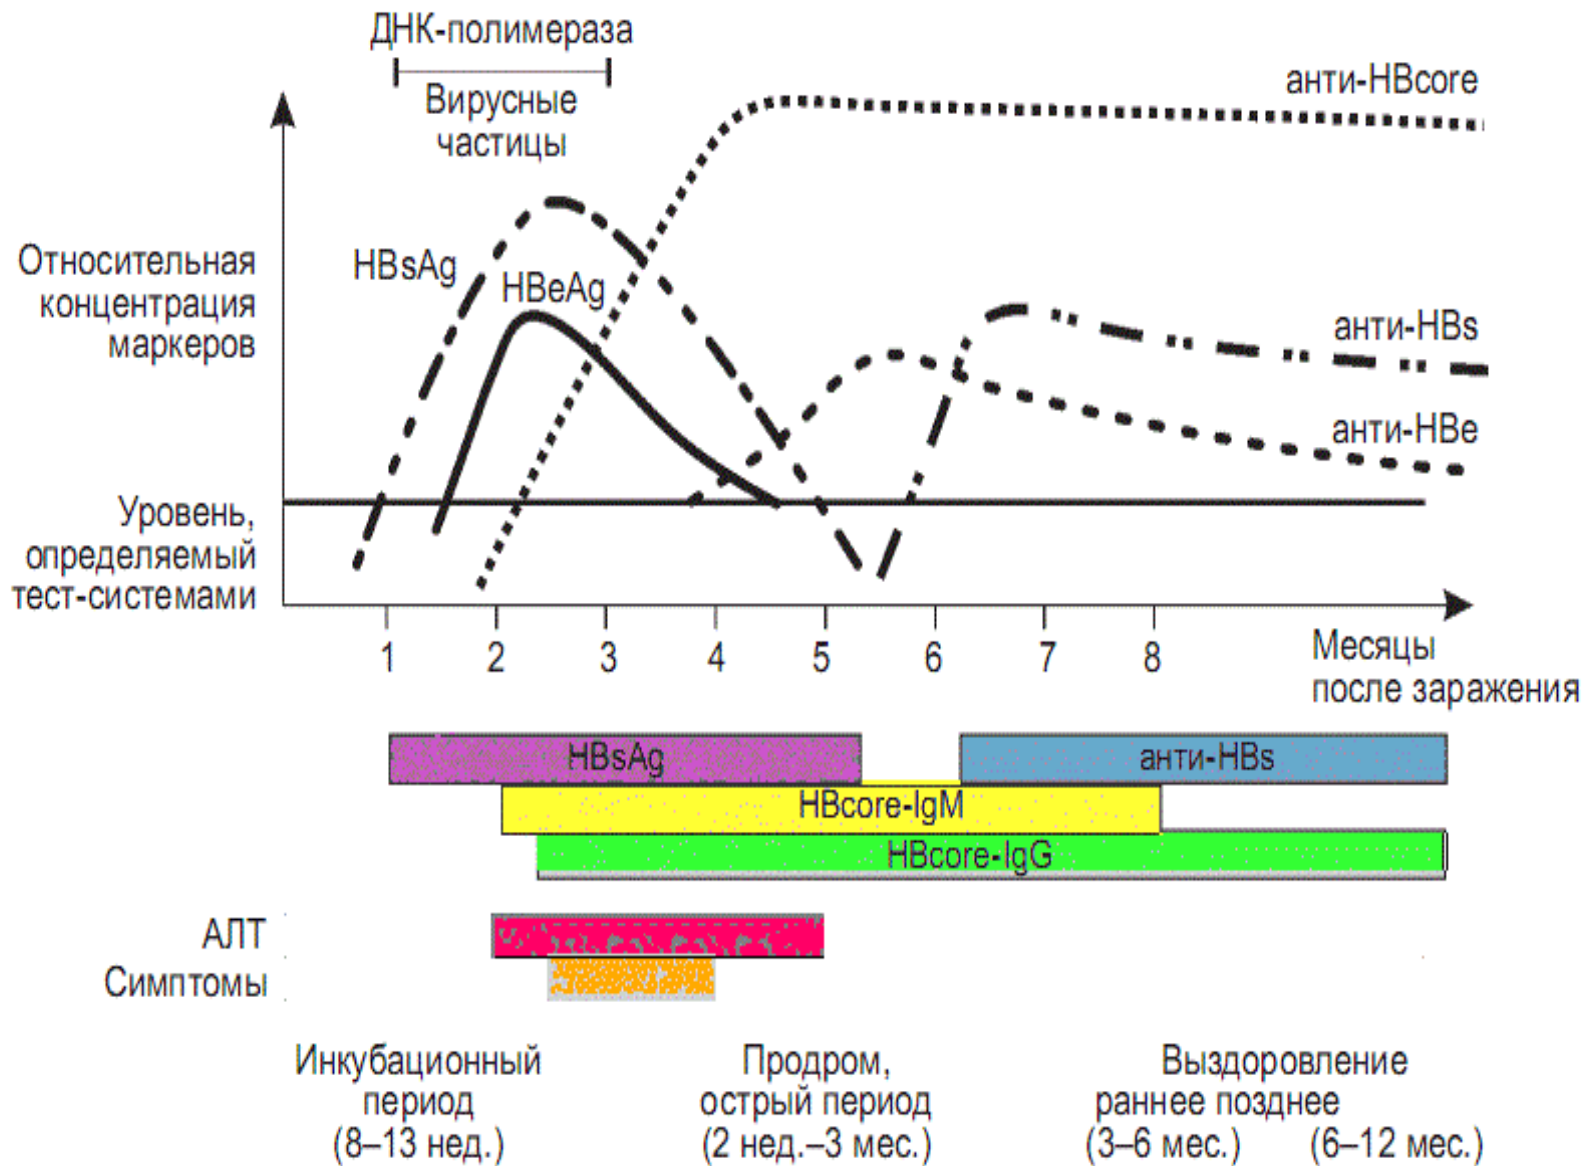 ДНК-полимераза
Вирусные
частицы
анти-HBcore
Относительная
концентрация
маркеров
HBsAg
HBeAg
анти-HBs
анти-HBe
Уровень,
определяемый
тест-системами
1 2 3 4 5 6 7 8
Месяцы
после заражения
HBsAg
анти-HBs
HBcore-IgM
HBcore-IgG
АЛТ
Симптомы
Инкубационный
период
(8–13 нед.)
Продром,
острый период
(2 нед.–3 мес.)
Выздоровление
раннее позднее
(3–6 мес.) (6–12 мес.)